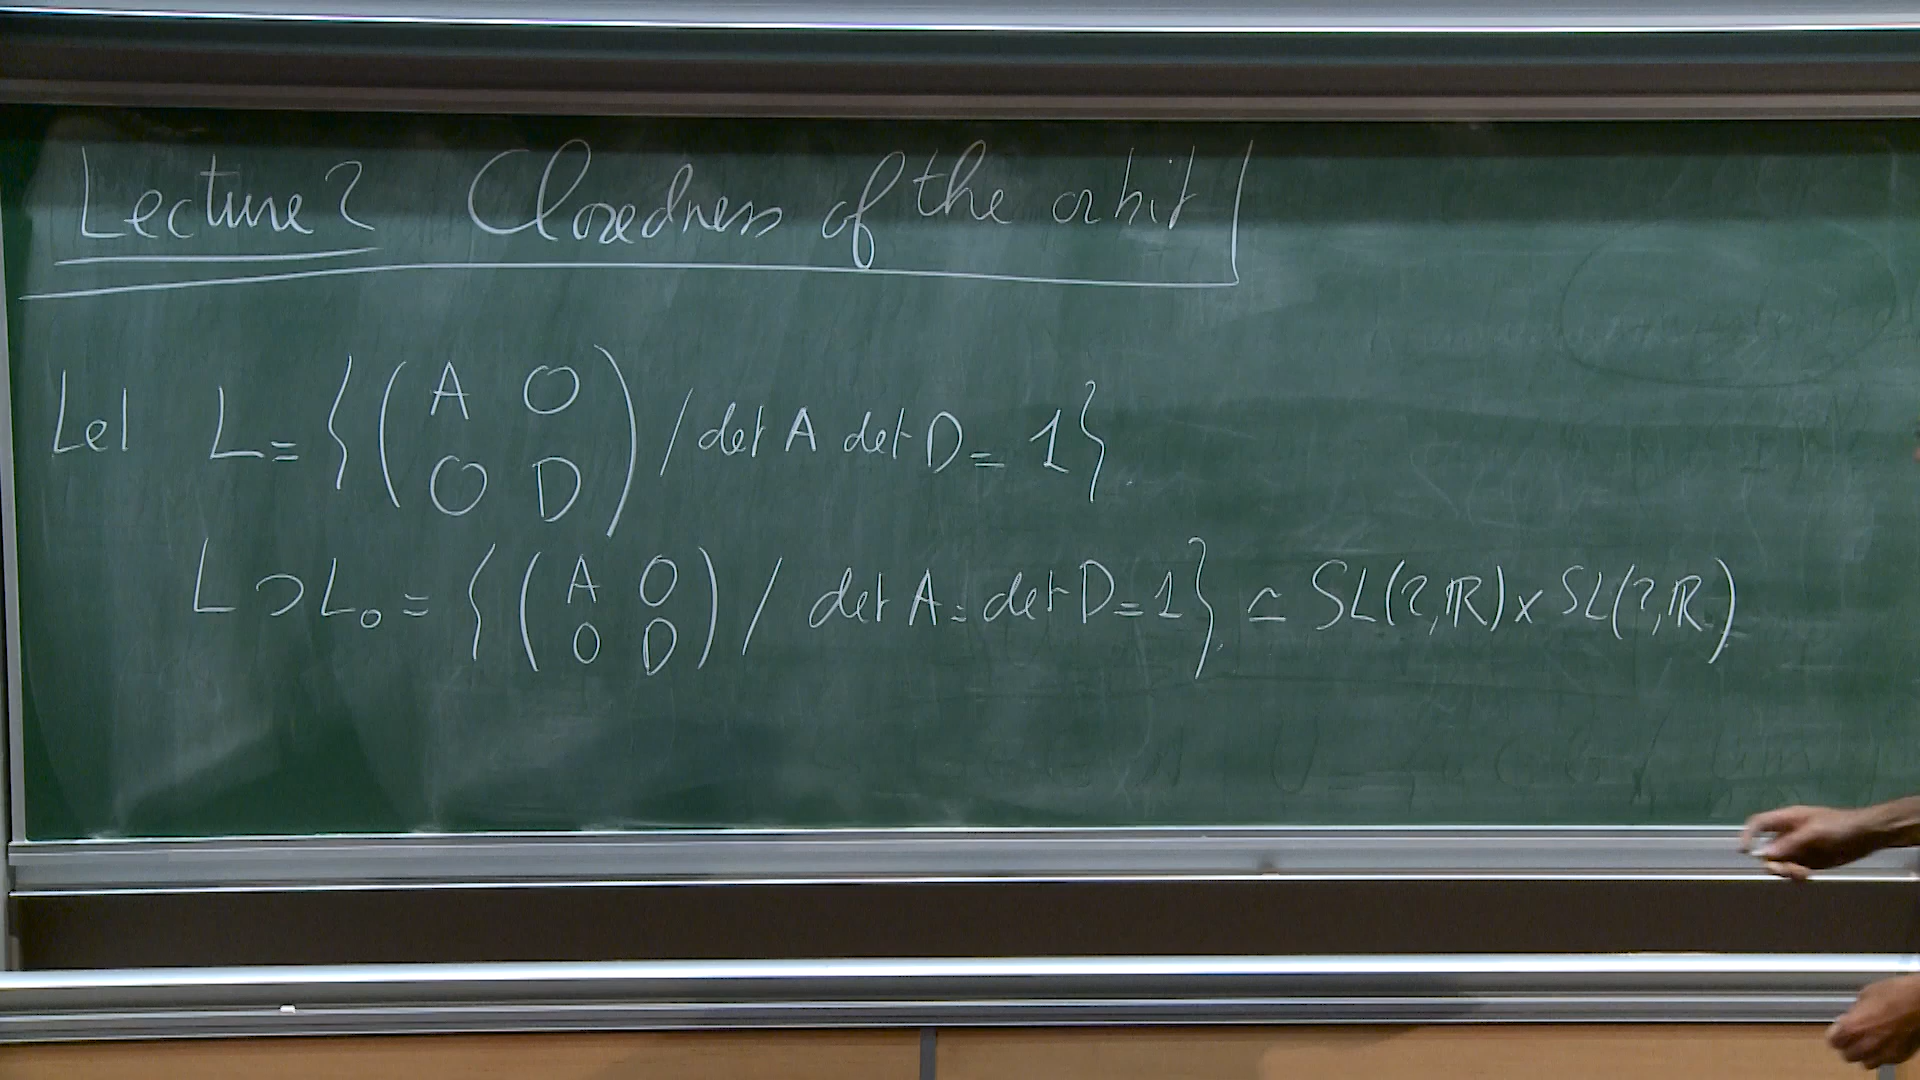 Lecture 2 Closedness of the orbit
Let L = { ( A 0 / 0 D ) / det A det D = 1 }.
L ⊃ L₀ = { ( A 0 / 0 D ) / det A = det D = 1 } ≃ SL(2,ℝ) × SL(2,ℝ)